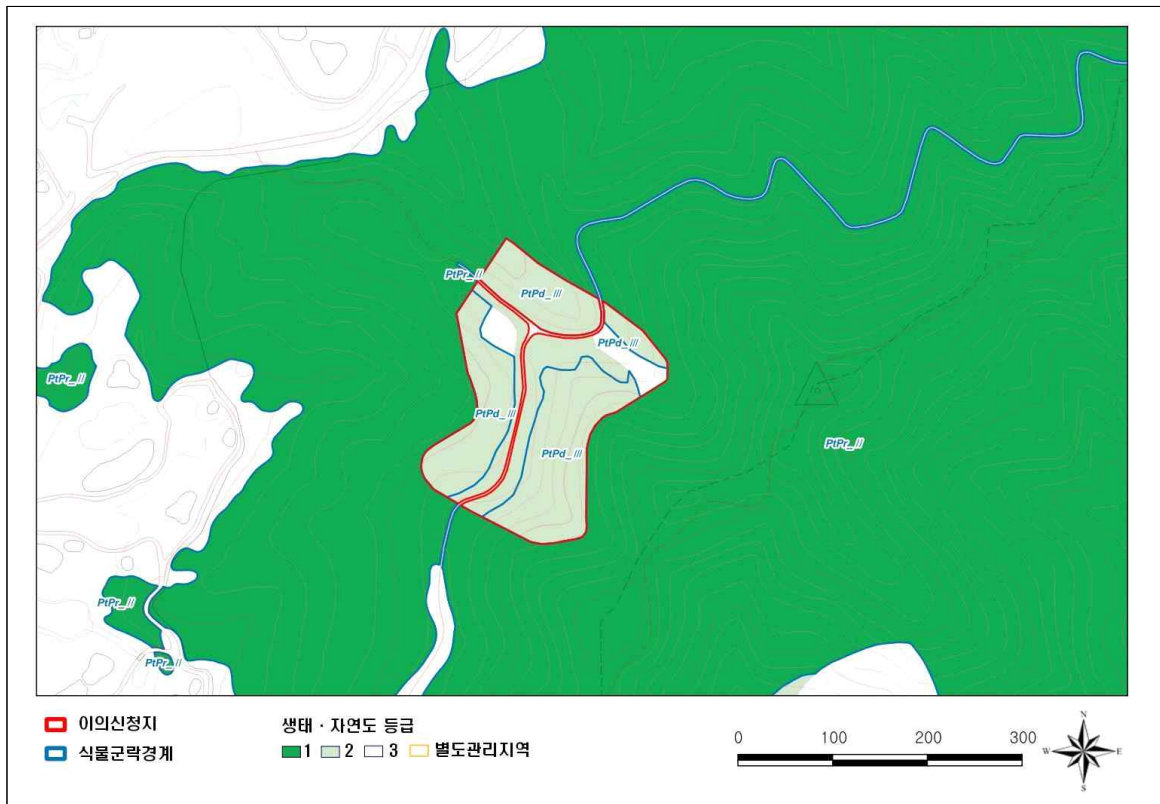 PtPr_II
PtPd_III
PtPd_III
PtPr_II
PtPd_III
PtPr_II
PtPd_III
PtPr_II
PtPr_II
이의신청지
식물군락경계
생태 · 자연도 등급
1 2 3 별도관리지역
0 100 200 300
N
W E
S